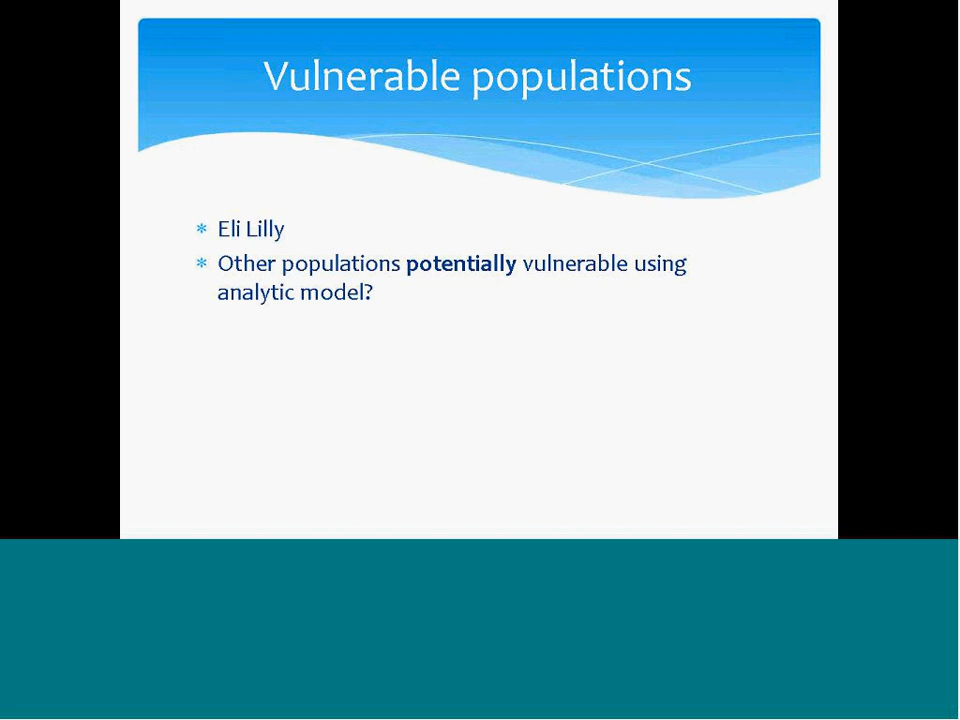 Vulnerable populations
* Eli Lilly
* Other populations potentially vulnerable using
analytic model?